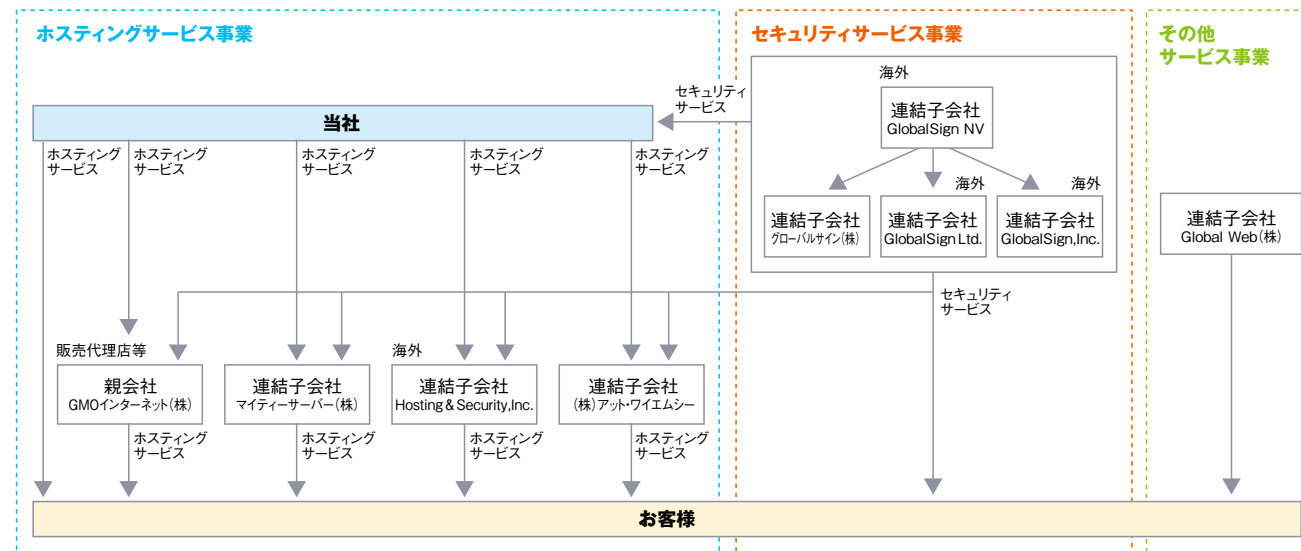 ホスティングサービス事業
当社
ホスティング
サービス
ホスティング
サービス
ホスティング
サービス
ホスティング
サービス
ホスティング
サービス
販売代理店等
親会社
GMOインターネット(株)
連結子会社
マイティーサーバー(株)
海外
連結子会社
Hosting & Security,Inc.
連結子会社
(株)アット・ワイエムシー
ホスティング
サービス
ホスティング
サービス
ホスティング
サービス
ホスティング
サービス
セキュリティサービス事業
セキュリティ
サービス
海外
連結子会社
GlobalSign NV
連結子会社
グローバルサイン(株)
海外
連結子会社
GlobalSign Ltd.
海外
連結子会社
GlobalSign,Inc.
セキュリティ
サービス
その他
サービス事業
連結子会社
Global Web(株)
お客様